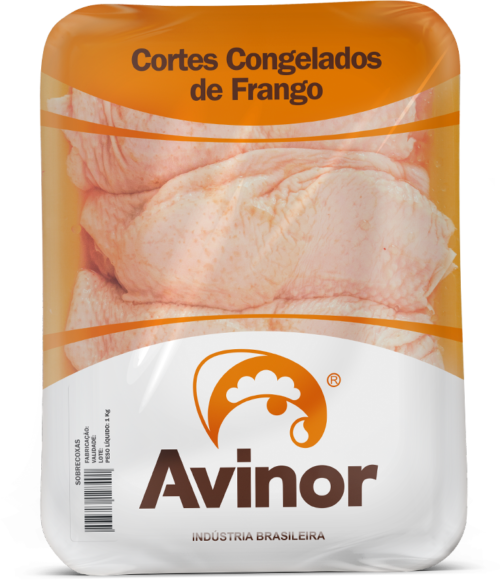 Cortes Congelados
de Frango
®
Avinor
INDÚSTRIA BRASILEIRA
SOBRECOXAS
FABRICAÇÃO:
VALIDADE:
LOTE:
PESO LÍQUIDO: 1 Kg